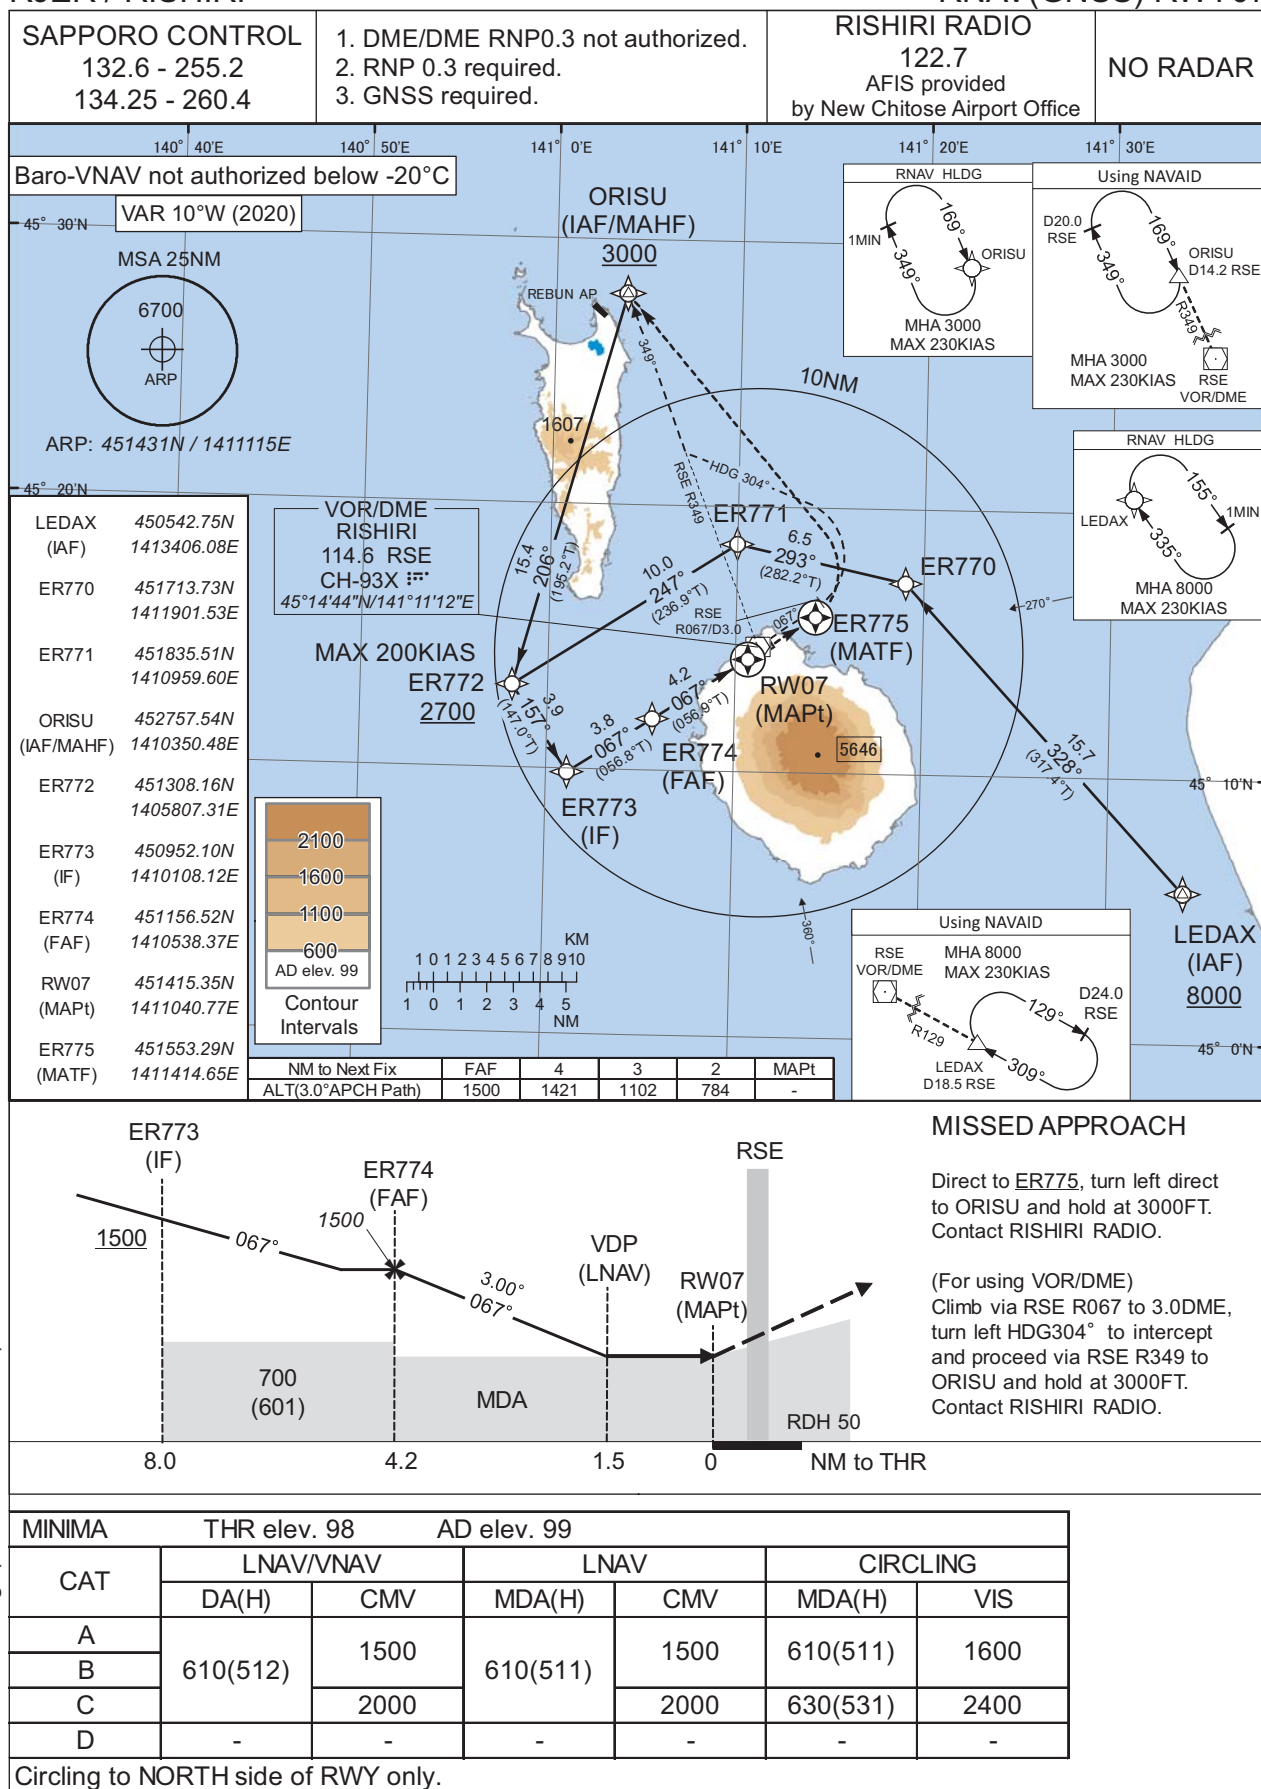 SAPPORO CONTROL
132.6 - 255.2
134.25 - 260.4
1. DME/DME RNP0.3 not authorized.
2. RNP 0.3 required.
3. GNSS required.
RISHIRI RADIO
122.7
AFIS provided
by New Chitose Airport Office
NO RADAR
140° 40'E
140° 50'E
141° 0'E
141° 10'E
141° 20'E
141° 30'E
Baro-VNAV not authorized below -20°C
VAR 10°W (2020)
45° 30'N
MSA 25NM
6700
ARP
ARP: 451431N / 1411115E
45° 20'N
ORISU
(IAF/MAHF)
3000
REBUN AP
1607
349°
RSE R349
HDG 304°
10NM
RNAV HLDG
169°
1MIN
349°
ORISU
MHA 3000
MAX 230KIAS
Using NAVAID
D20.0
RSE
169°
349°
ORISU
D14.2 RSE
R349
MHA 3000
MAX 230KIAS
RSE
VOR/DME
RNAV HLDG
155°
1MIN
LEDAX
335°
MHA 8000
MAX 230KIAS
LEDAX 450542.75N
(IAF) 1413406.08E
ER770 451713.73N
1411901.53E
ER771 451835.51N
1410959.60E
ORISU 452757.54N
(IAF/MAHF) 1410350.48E
ER772 451308.16N
1405807.31E
ER773 450952.10N
(IF) 1410108.12E
ER774 451156.52N
(FAF) 1410538.37E
RW07 451415.35N
(MAPt) 1411040.77E
ER775 451553.29N
(MATF) 1411414.65E
VOR/DME
RISHIRI
114.6 RSE
CH-93X
45°14'44"N/141°11'12"E
15.4
206°
(195.2°T)
ER771
6.5
293°
(282.2°T)
ER770
10.0
247°
(236.9°T)
RSE
R067/D3.0
067°
ER775
(MATF)
270°
MAX 200KIAS
ER772
2700
3.9
157°
(147.0°T)
4.2
067°
(056.9°T)
RW07
(MAPt)
3.8
067°
(056.8°T)
ER774
(FAF)
ER773
(IF)
5646
15.7
328°
(317.4°T)
45° 10'N
360°
LEDAX
(IAF)
8000
2100
1600
1100
600
AD elev. 99
Contour
Intervals
KM
1 0 1 2 3 4 5 6 7 8 9 10
1 0 1 2 3 4 5
NM
Using NAVAID
RSE
VOR/DME
MHA 8000
MAX 230KIAS
D24.0
RSE
129°
R129
309°
LEDAX
D18.5 RSE
45° 0'N
NM to Next Fix FAF 4 3 2 MAPt
ALT(3.0°APCH Path) 1500 1421 1102 784 -
ER773
(IF)
ER774
(FAF)
1500
1500
067°
3.00°
067°
VDP
(LNAV)
RW07
(MAPt)
RSE
700
(601)
MDA
RDH 50
8.0 4.2 1.5 0 NM to THR
MISSED APPROACH
Direct to ER775, turn left direct
to ORISU and hold at 3000FT.
Contact RISHIRI RADIO.
(For using VOR/DME)
Climb via RSE R067 to 3.0DME,
turn left HDG304° to intercept
and proceed via RSE R349 to
ORISU and hold at 3000FT.
Contact RISHIRI RADIO.
MINIMA THR elev. 98 AD elev. 99
CAT LNAV/VNAV LNAV CIRCLING
DA(H) CMV MDA(H) CMV MDA(H) VIS
A
B
610(512) 1500 610(511) 1500 610(511) 1600
C 2000 2000 630(531) 2400
D - - - - - -
Circling to NORTH side of RWY only.